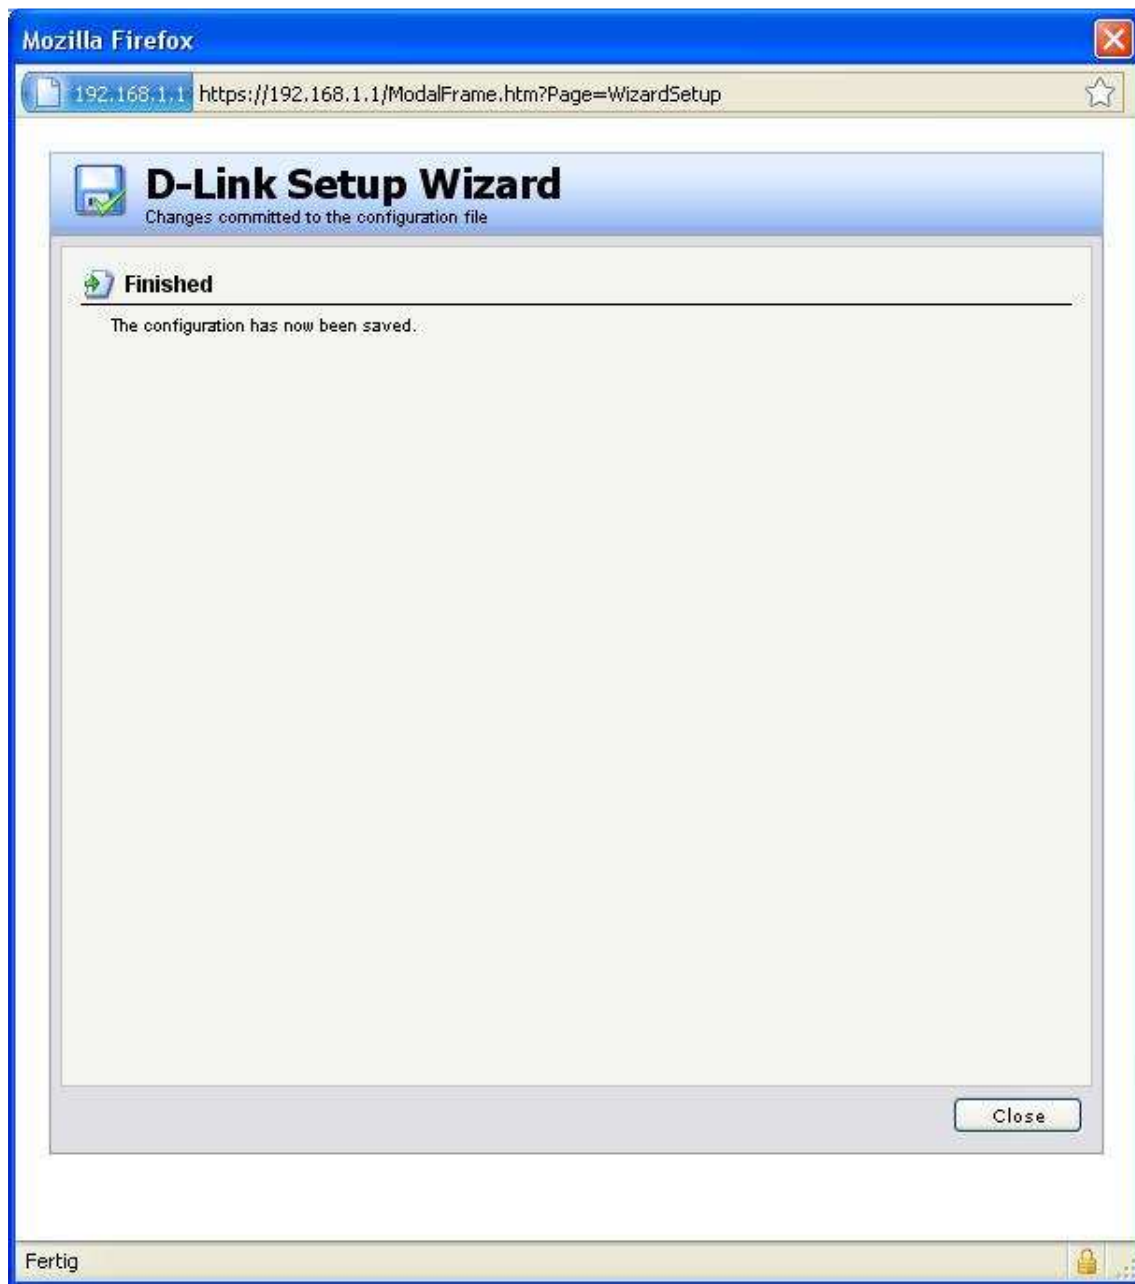 Mozilla Firefox
192.168.1.1 https://192.168.1.1/ModalFrame.htm?Page=WizardSetup
D-Link Setup Wizard
Changes committed to the configuration file
Finished
The configuration has now been saved.
Close
Fertig